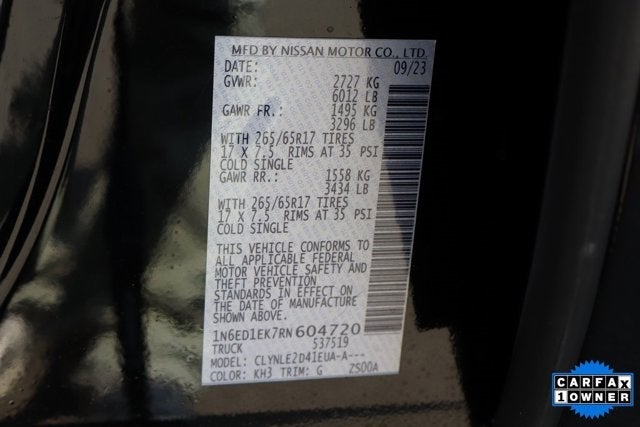 MFD BY NISSAN MOTOR CO., LTD.
DATE: 09/23
GVWR: 2727 KG
6012 LB
GAWR FR.: 1495 KG
3296 LB
WITH 265/65R17 TIRES
17 X 7.5 RIMS AT 35 PSI
COLD SINGLE
GAWR RR.: 1558 KG
3434 LB
WITH 265/65R17 TIRES
17 X 7.5 RIMS AT 35 PSI
COLD SINGLE
THIS VEHICLE CONFORMS TO
ALL APPLICABLE FEDERAL
MOTOR VEHICLE SAFETY AND
THEFT PREVENTION
STANDARDS IN EFFECT ON
THE DATE OF MANUFACTURE
SHOWN ABOVE.
1N6ED1EK7RN604720
TRUCK 537519
MODEL: CLYNLE2D41EUA-A---
COLOR: KH3 TRIM: G ZS00A
CARFAX
1 OWNER